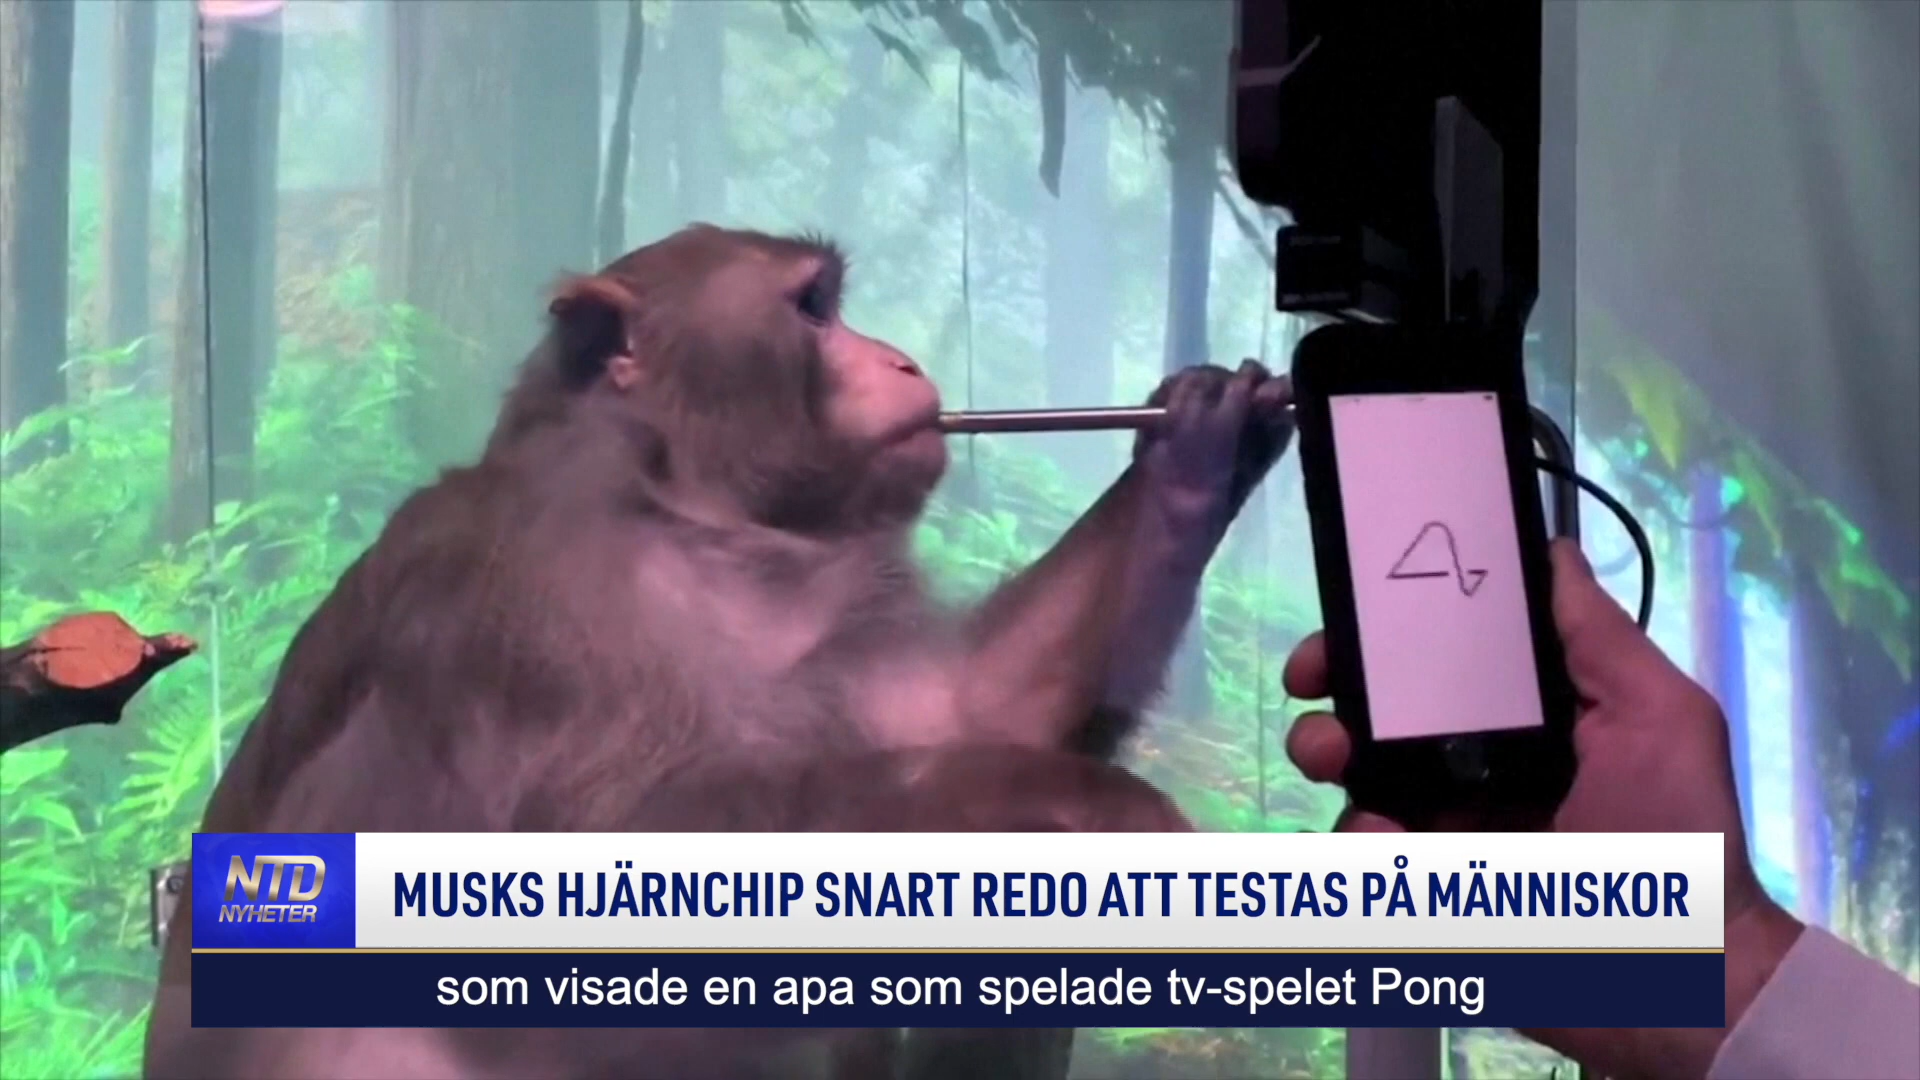 NTD
NYHETER
MUSKS HJÄRNCHIP SNART REDO ATT TESTAS PÅ MÄNNISKOR
som visade en apa som spelade tv-spelet Pong